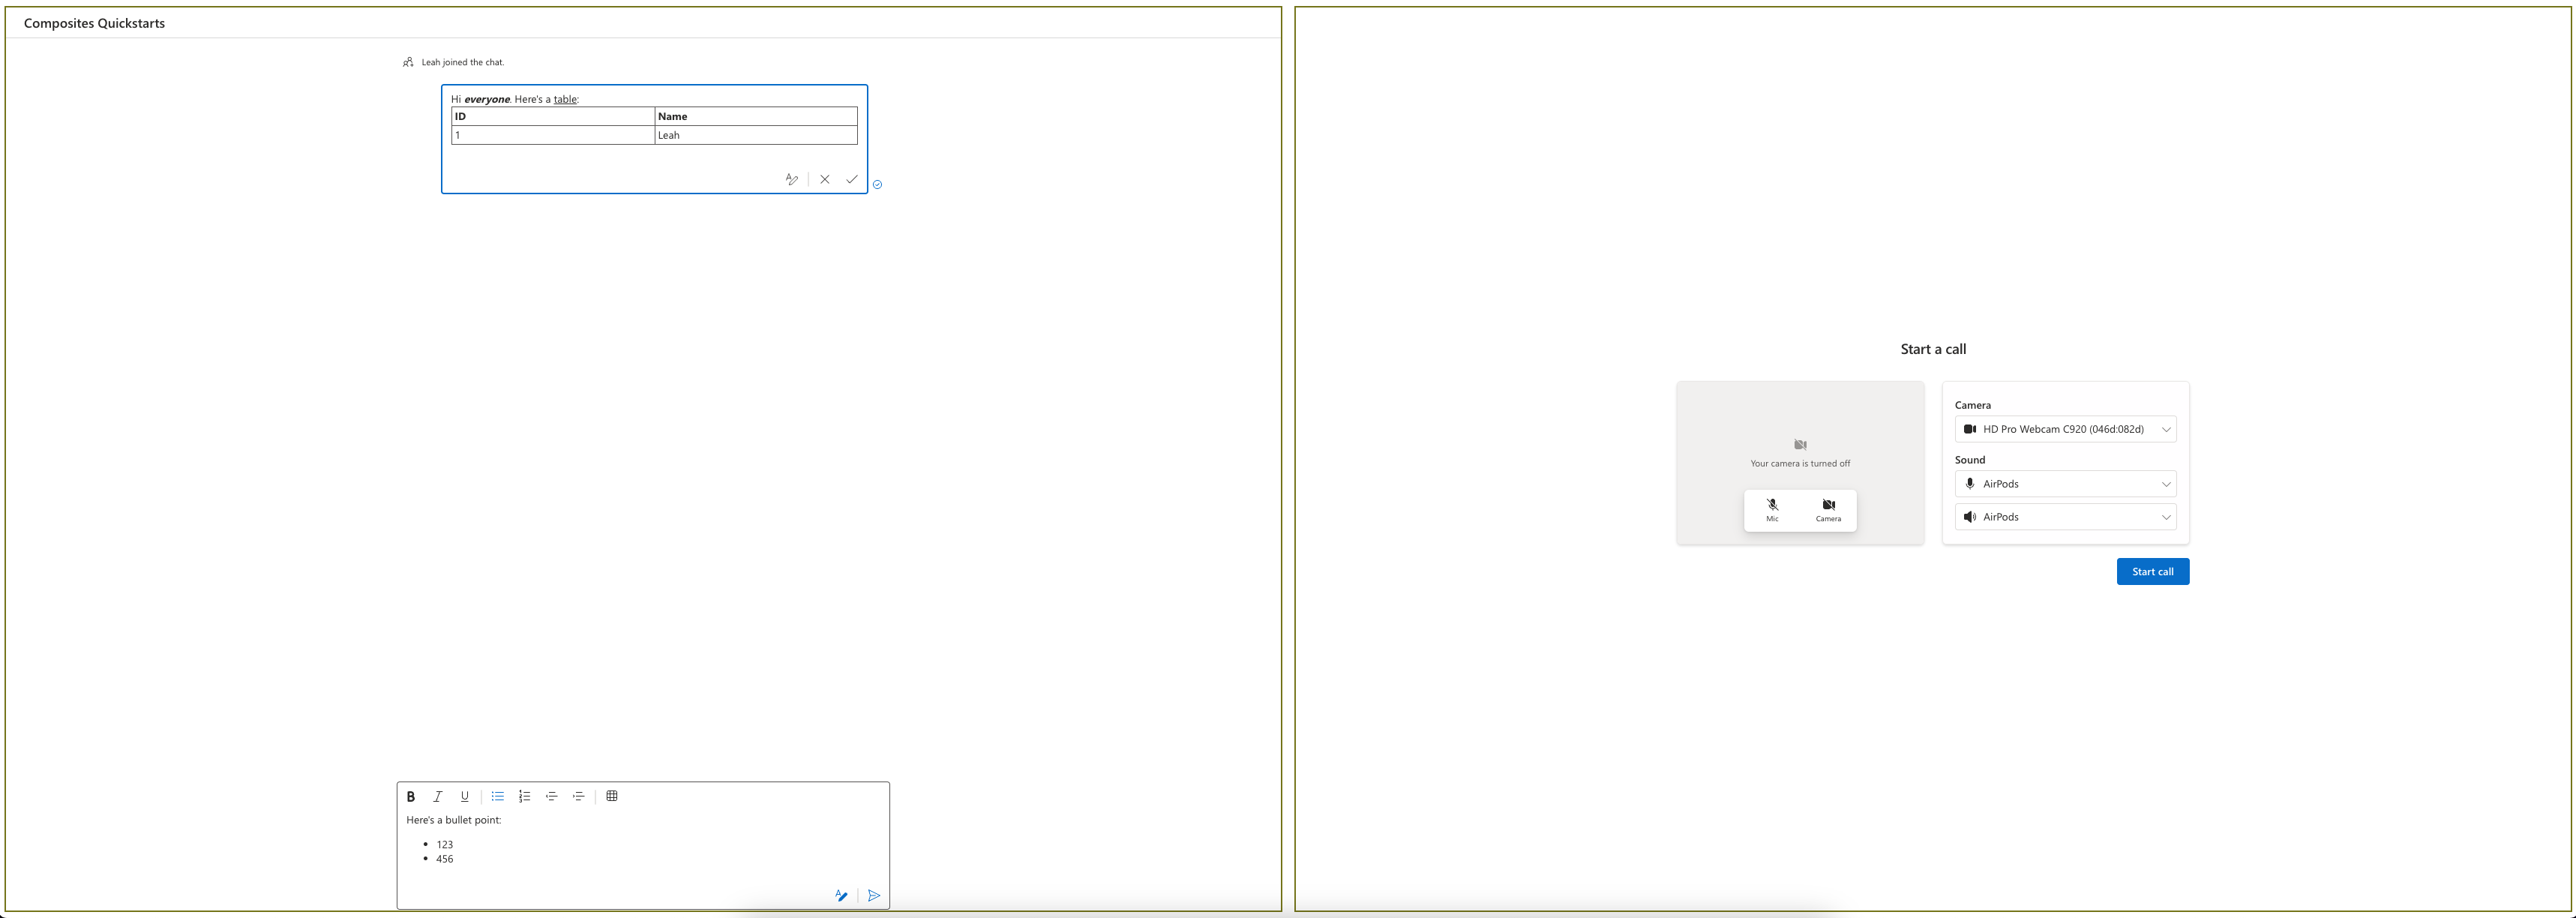 Composites Quickstarts
Leah joined the chat.
Hi everyone. Here's a table:
ID Name
1 Leah
B I U
Here's a bullet point:
• 123
• 456
Start a call
Your camera is turned off
Mic Camera
Camera
HD Pro Webcam C920 (046d:082d)
Sound
AirPods
AirPods
Start call